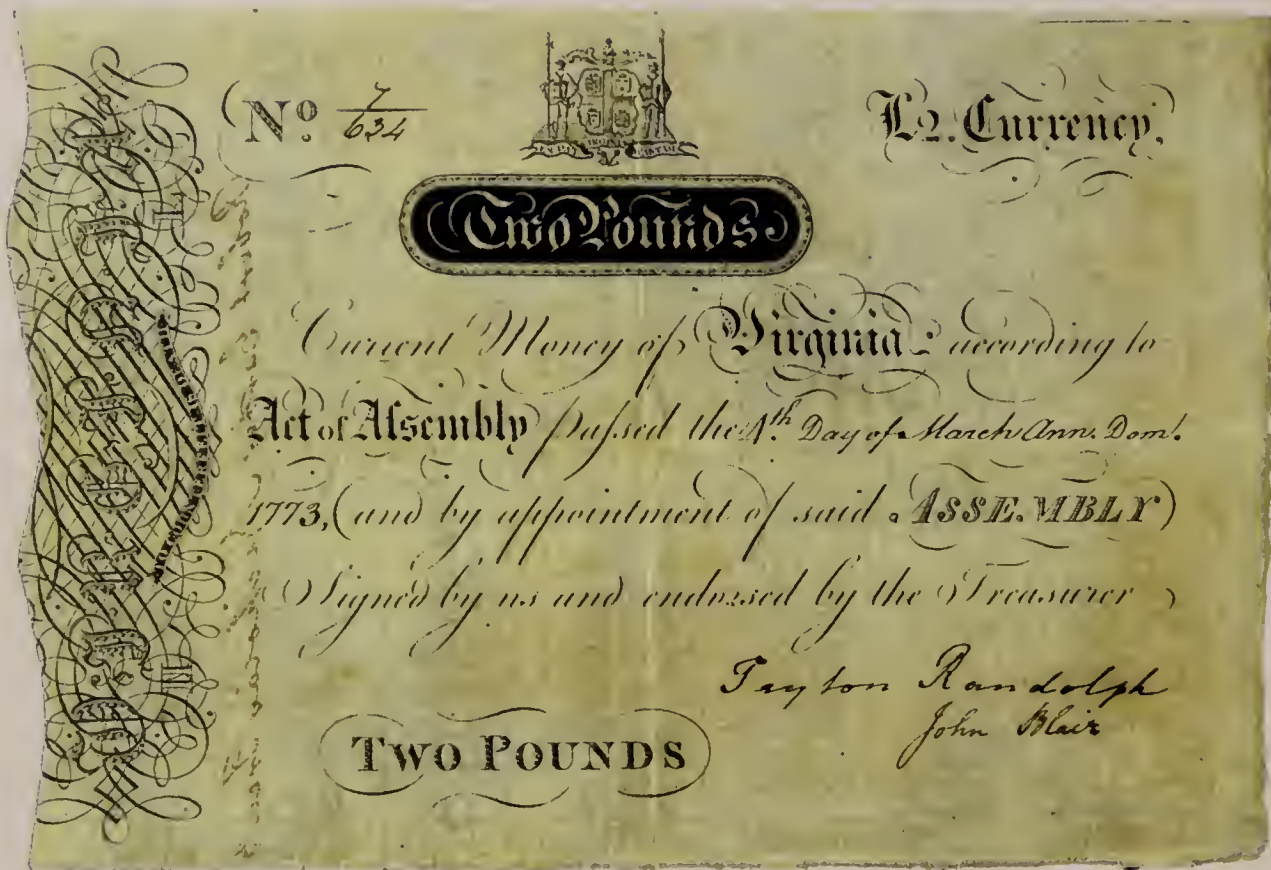 No. 7/634
£2. Currency.
Two Pounds
Current Money of Virginia according to
Act of Assembly passed the 4th. Day of March Ann. Dom!.
1773, (and by appointment of said ASSEMBLY)
Signed by us and endorsed by the Treasurer
Peyton Randolph
John Blair
TWO POUNDS